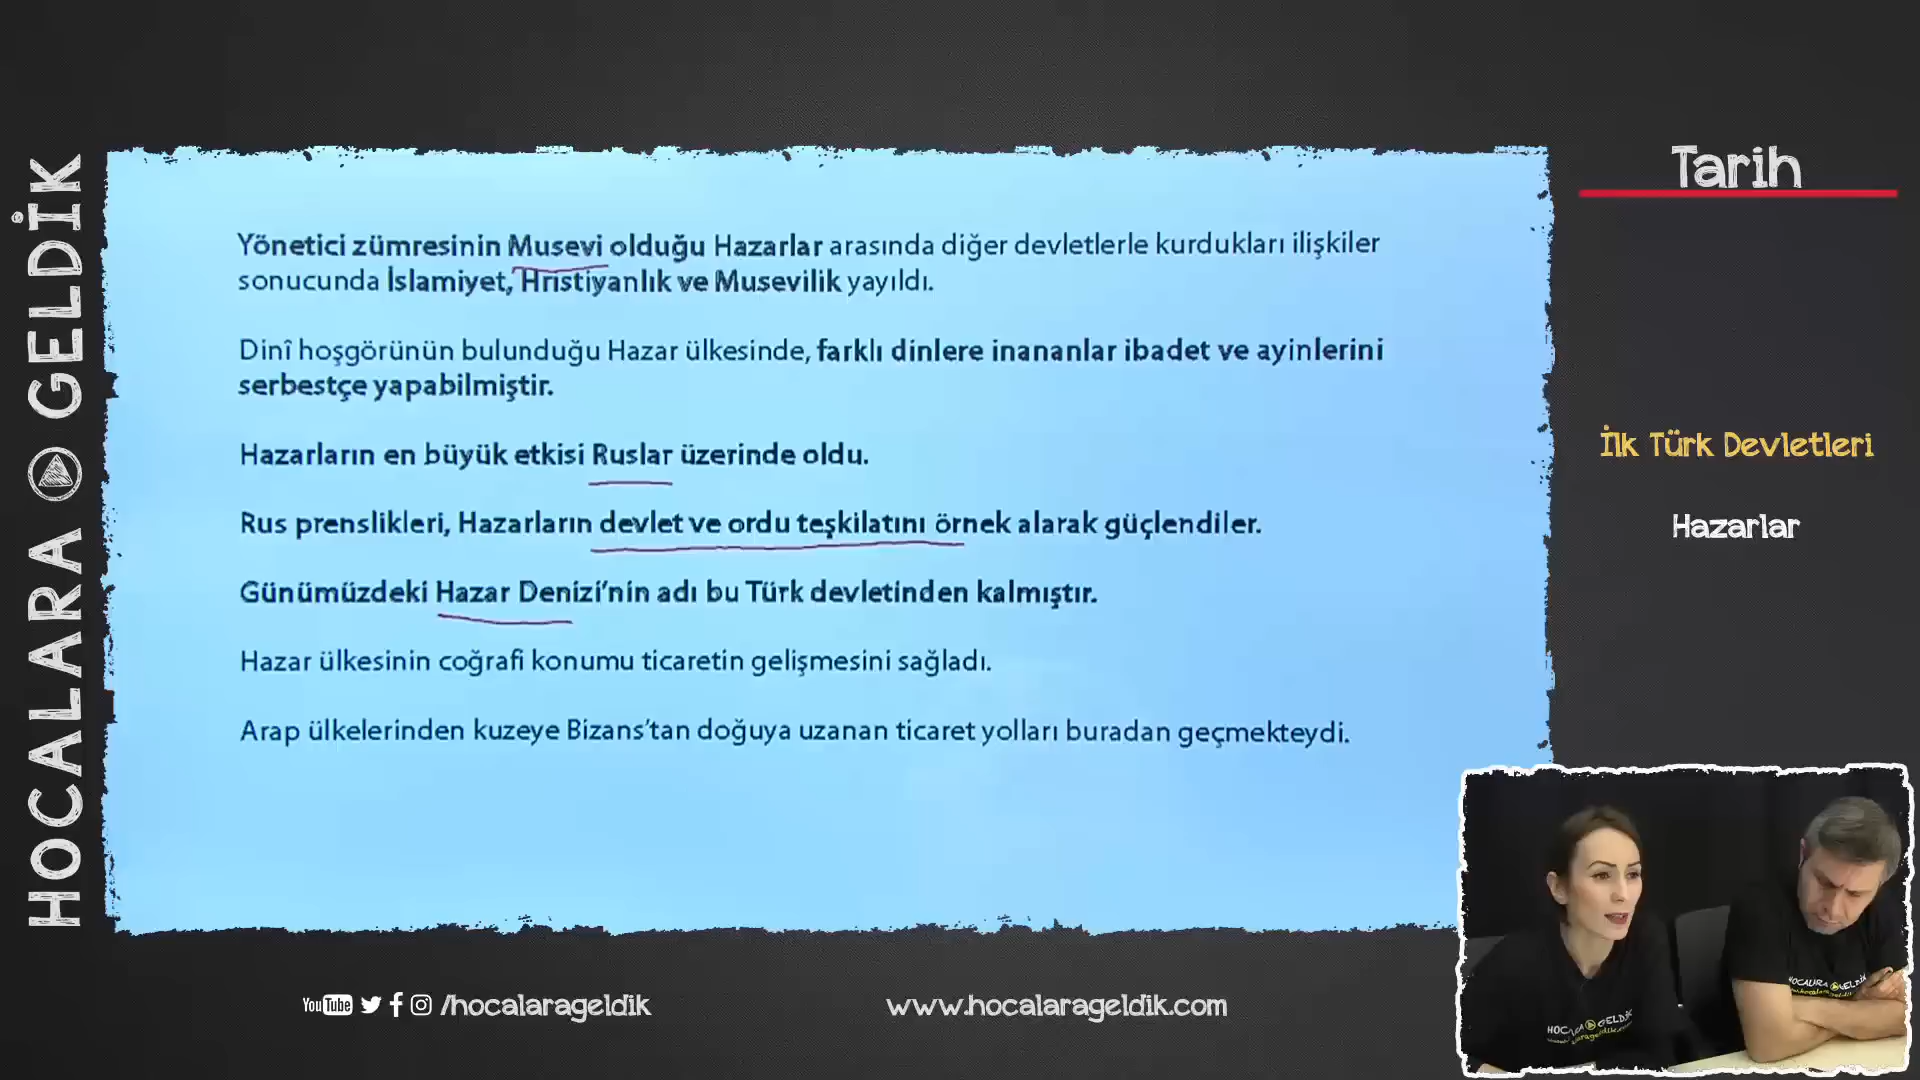 HOCALARA GELDİK
Tarih
Yönetici zümresinin Musevi olduğu Hazarlar arasında diğer devletlerle kurdukları ilişkiler
sonucunda İslamiyet, Hristiyanlık ve Musevilik yayıldı.
Dinî hoşgörünün bulunduğu Hazar ülkesinde, farklı dinlere inananlar ibadet ve ayinlerini
serbestçe yapabilmiştir.
Hazarların en büyük etkisi Ruslar üzerinde oldu.
Rus prenslikleri, Hazarların devlet ve ordu teşkilatını örnek alarak güçlendiler.
Günümüzdeki Hazar Denizi’nin adı bu Türk devletinden kalmıştır.
Hazar ülkesinin coğrafi konumu ticaretin gelişmesini sağladı.
Arap ülkelerinden kuzeye Bizans’tan doğuya uzanan ticaret yolları buradan geçmekteydi.
İlk Türk Devletleri
Hazarlar
YouTube /hocalarageldik
www.hocalarageldik.com